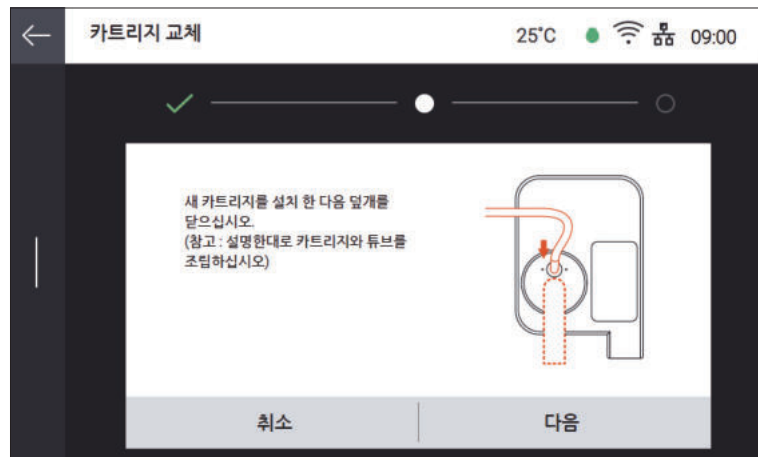 카트리지 교체
25°C
09:00
새 카트리지를 설치 한 다음 덮개를
닫으십시오.
(참고 : 설명한대로 카트리지와 튜브를
조립하십시오)
취소
다음